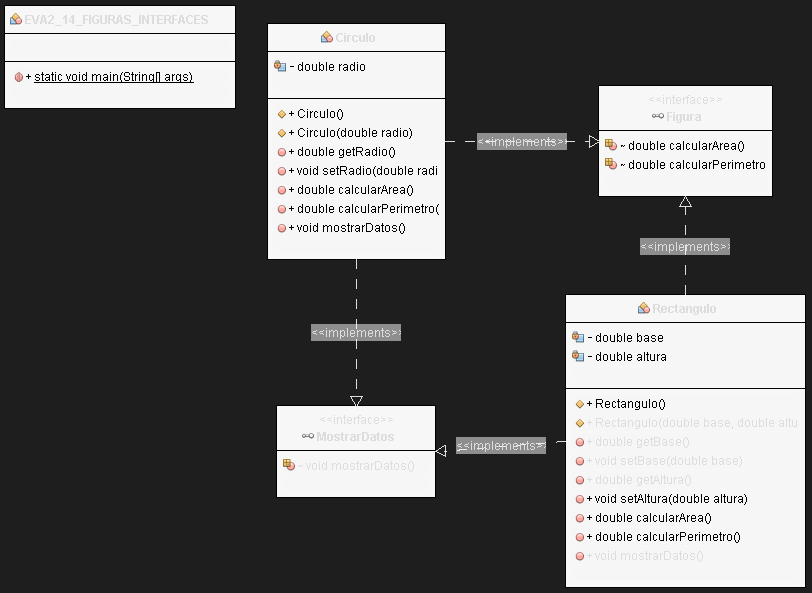 EVA2_14_FIGURAS_INTERFACES
+ static void main(String[] args)
Circulo
- double radio
+ Circulo()
+ Circulo(double radio)
+ double getRadio()
+ void setRadio(double radi
+ double calcularArea()
+ double calcularPerimetro(
+ void mostrarDatos()
<<implements>>
<<interface>>
Figura
~ double calcularArea()
~ double calcularPerimetro
<<implements>>
<<implements>>
Rectangulo
- double base
- double altura
+ Rectangulo()
+ Rectangulo(double base, double altu
+ double getBase()
+ void setBase(double base)
+ double getAltura()
+ void setAltura(double altura)
+ double calcularArea()
+ double calcularPerimetro()
+ void mostrarDatos()
<<interface>>
MostrarDatos
~ void mostrarDatos()
<<implements>>